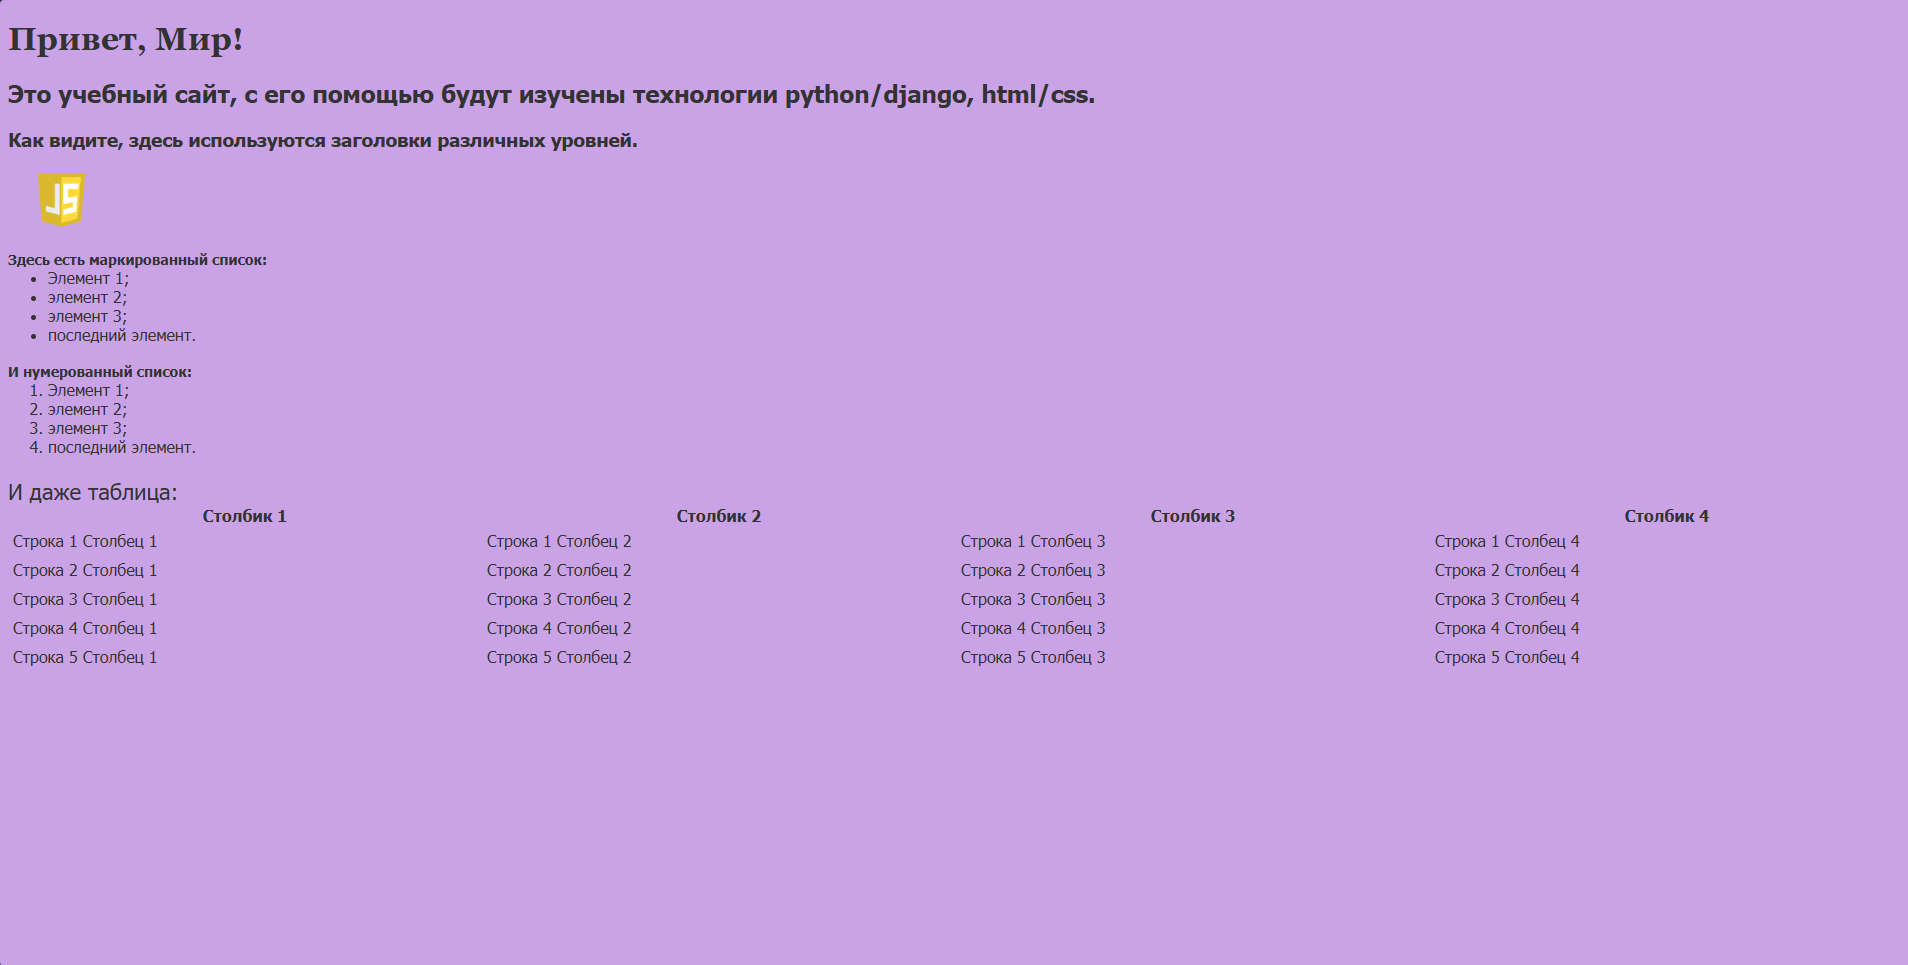 Привет, Мир!
Это учебный сайт, с его помощью будут изучены технологии python/django, html/css.
Как видите, здесь используются заголовки различных уровней.
JS
Здесь есть маркированный список:
• Элемент 1;
• элемент 2;
• элемент 3;
• последний элемент.
И нумерованный список:
1. Элемент 1;
2. элемент 2;
3. элемент 3;
4. последний элемент.
И даже таблица:
Столбик 1 Столбик 2 Столбик 3 Столбик 4
Строка 1 Столбец 1 Строка 1 Столбец 2 Строка 1 Столбец 3 Строка 1 Столбец 4
Строка 2 Столбец 1 Строка 2 Столбец 2 Строка 2 Столбец 3 Строка 2 Столбец 4
Строка 3 Столбец 1 Строка 3 Столбец 2 Строка 3 Столбец 3 Строка 3 Столбец 4
Строка 4 Столбец 1 Строка 4 Столбец 2 Строка 4 Столбец 3 Строка 4 Столбец 4
Строка 5 Столбец 1 Строка 5 Столбец 2 Строка 5 Столбец 3 Строка 5 Столбец 4